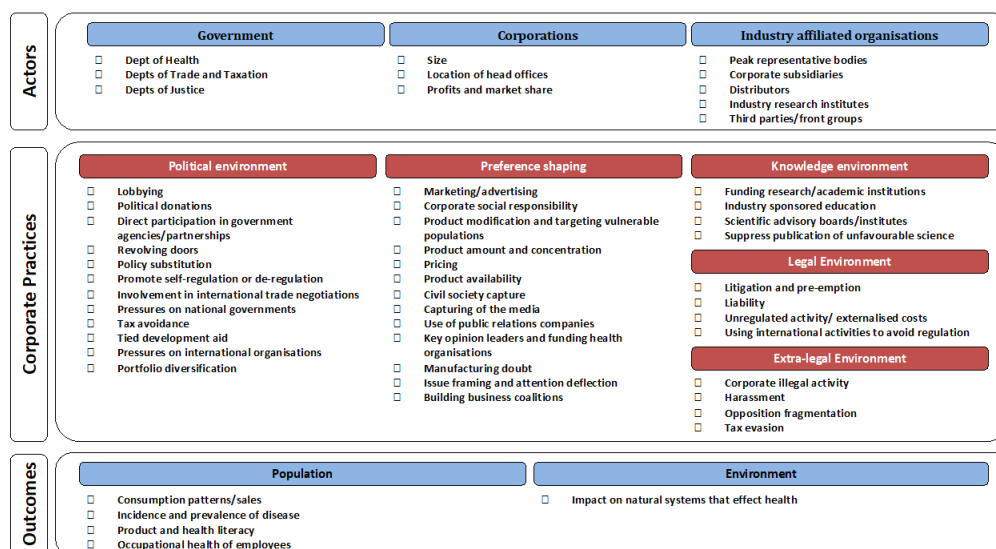 Actors
Government
Dept of Health
Depts of Trade and Taxation
Depts of Justice
Corporations
Size
Location of head offices
Profits and market share
Industry affiliated organisations
Peak representative bodies
Corporate subsidiaries
Distributors
Industry research institutes
Third parties/front groups
Corporate Practices
Political environment
Lobbying
Political donations
Direct participation in government
agencies/partnerships
Revolving doors
Policy substitution
Promote self-regulation or de-regulation
Involvement in international trade negotiations
Pressures on national governments
Tax avoidance
Tied development aid
Pressures on international organisations
Portfolio diversification
Preference shaping
Marketing/advertising
Corporate social responsibility
Product modification and targeting vulnerable
populations
Product amount and concentration
Pricing
Product availability
Civil society capture
Capturing of the media
Use of public relations companies
Key opinion leaders and funding health
organisations
Manufacturing doubt
Issue framing and attention deflection
Building business coalitions
Knowledge environment
Funding research/academic institutions
Industry sponsored education
Scientific advisory boards/institutes
Suppress publication of unfavourable science
Legal Environment
Litigation and pre-emption
Liability
Unregulated activity/ externalised costs
Using international activities to avoid regulation
Extra-legal Environment
Corporate illegal activity
Harassment
Opposition fragmentation
Tax evasion
Outcomes
Population
Consumption patterns/sales
Incidence and prevalence of disease
Product and health literacy
Occupational health of employees
Environment
Impact on natural systems that effect health